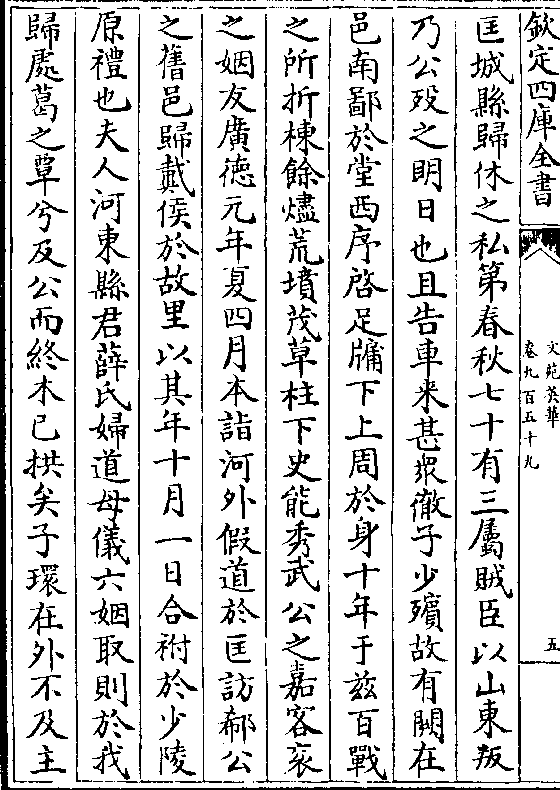 欽定四庫全書
文苑英華
卷九百五十九
五
匡城縣歸休之私第春秋七十有三屬賊臣以山東叛
乃公殁之明日也且告車来甚衆徹子少殯故有闕在
邑南鄙於堂西序啓足牖下上周於身十年于兹百戰
之所折棟餘燼荒墳茂草柱下史能秀武公之嘉客哀
之姻友廣徳元年夏四月本詣河外假道於匡訪郗公
之舊邑歸戴侯於故里以其年十月一日合祔於少陵
原禮也夫人河東縣君薛氏婦道母儀六姻取則於我
歸處葛之覃兮及公而終木已拱矣子環在外不及主